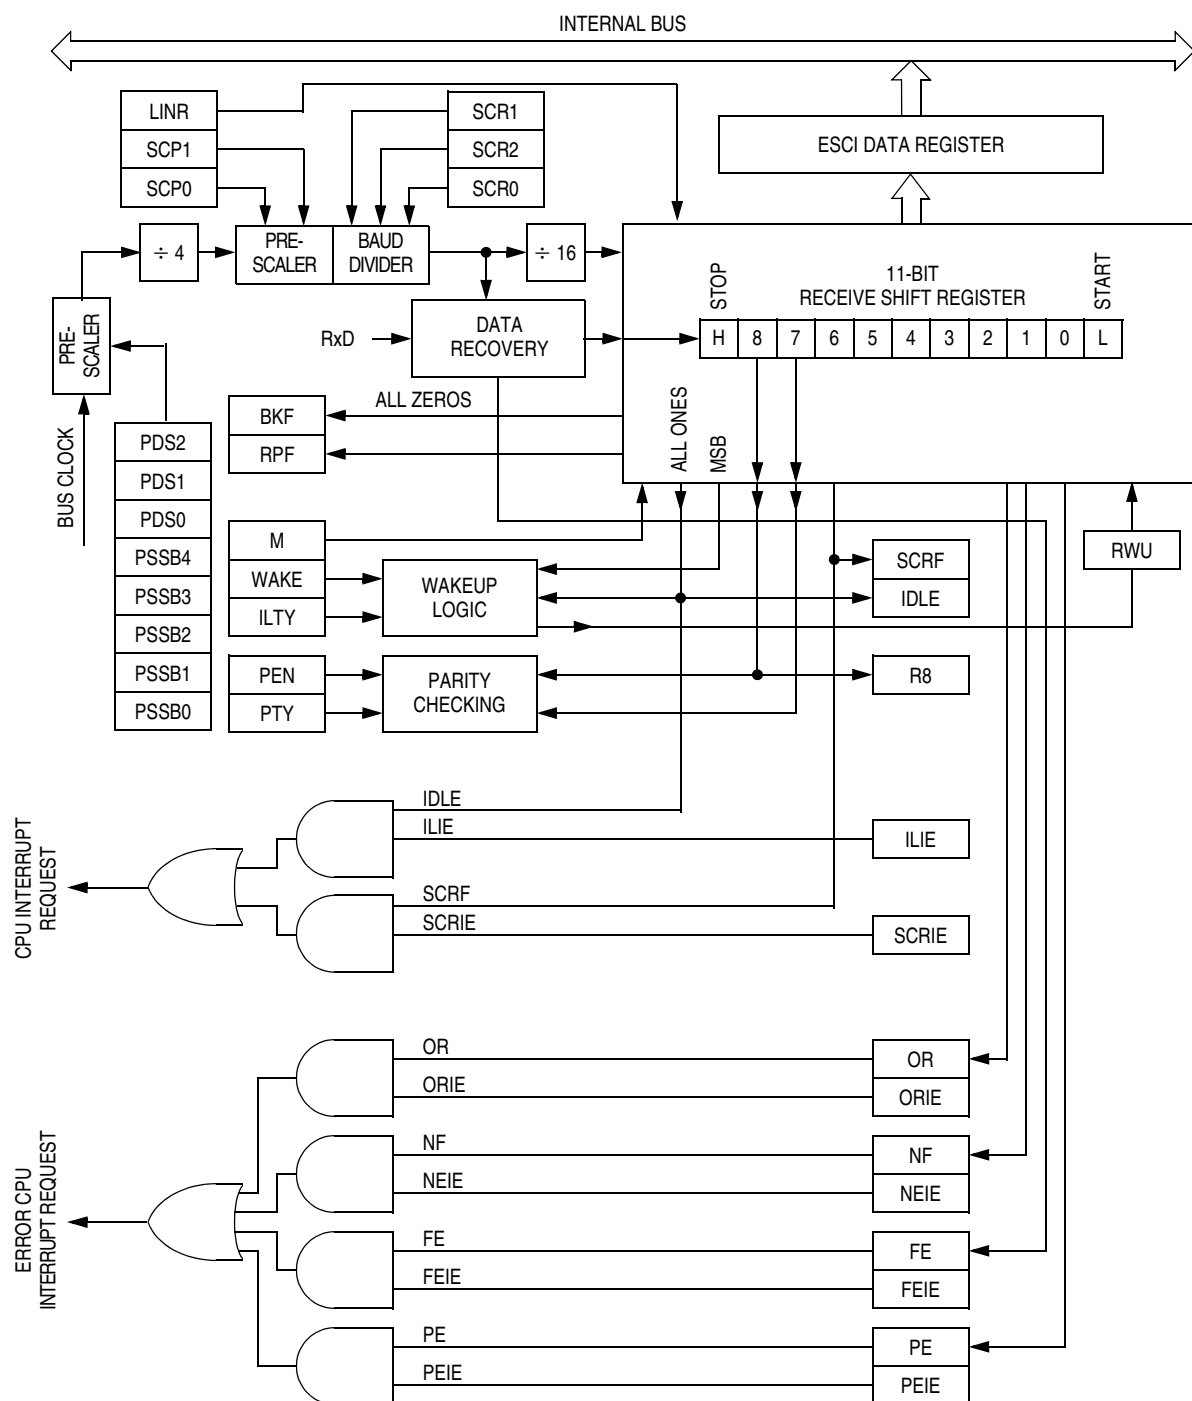 INTERNAL BUS
LINR
SCP1
SCP0
SCR1
SCR2
SCR0
ESCI DATA REGISTER
÷ 4
PRE-
SCALER
BAUD
DIVIDER
÷ 16
PRE-
SCALER
BUS CLOCK
RxD
DATA
RECOVERY
STOP
11-BIT
RECEIVE SHIFT REGISTER
START
H 8 7 6 5 4 3 2 1 0 L
ALL ONES
MSB
ALL ZEROS
BKF
RPF
PDS2
PDS1
PDS0
PSSB4
PSSB3
PSSB2
PSSB1
PSSB0
M
WAKE
ILTY
WAKEUP
LOGIC
SCRF
IDLE
RWU
PEN
PTY
PARITY
CHECKING
R8
CPU INTERRUPT
REQUEST
IDLE
ILIE
ILIE
SCRF
SCRIE
SCRIE
ERROR CPU
INTERRUPT REQUEST
OR
ORIE
OR
ORIE
NF
NEIE
NF
NEIE
FE
FEIE
FE
FEIE
PE
PEIE
PE
PEIE